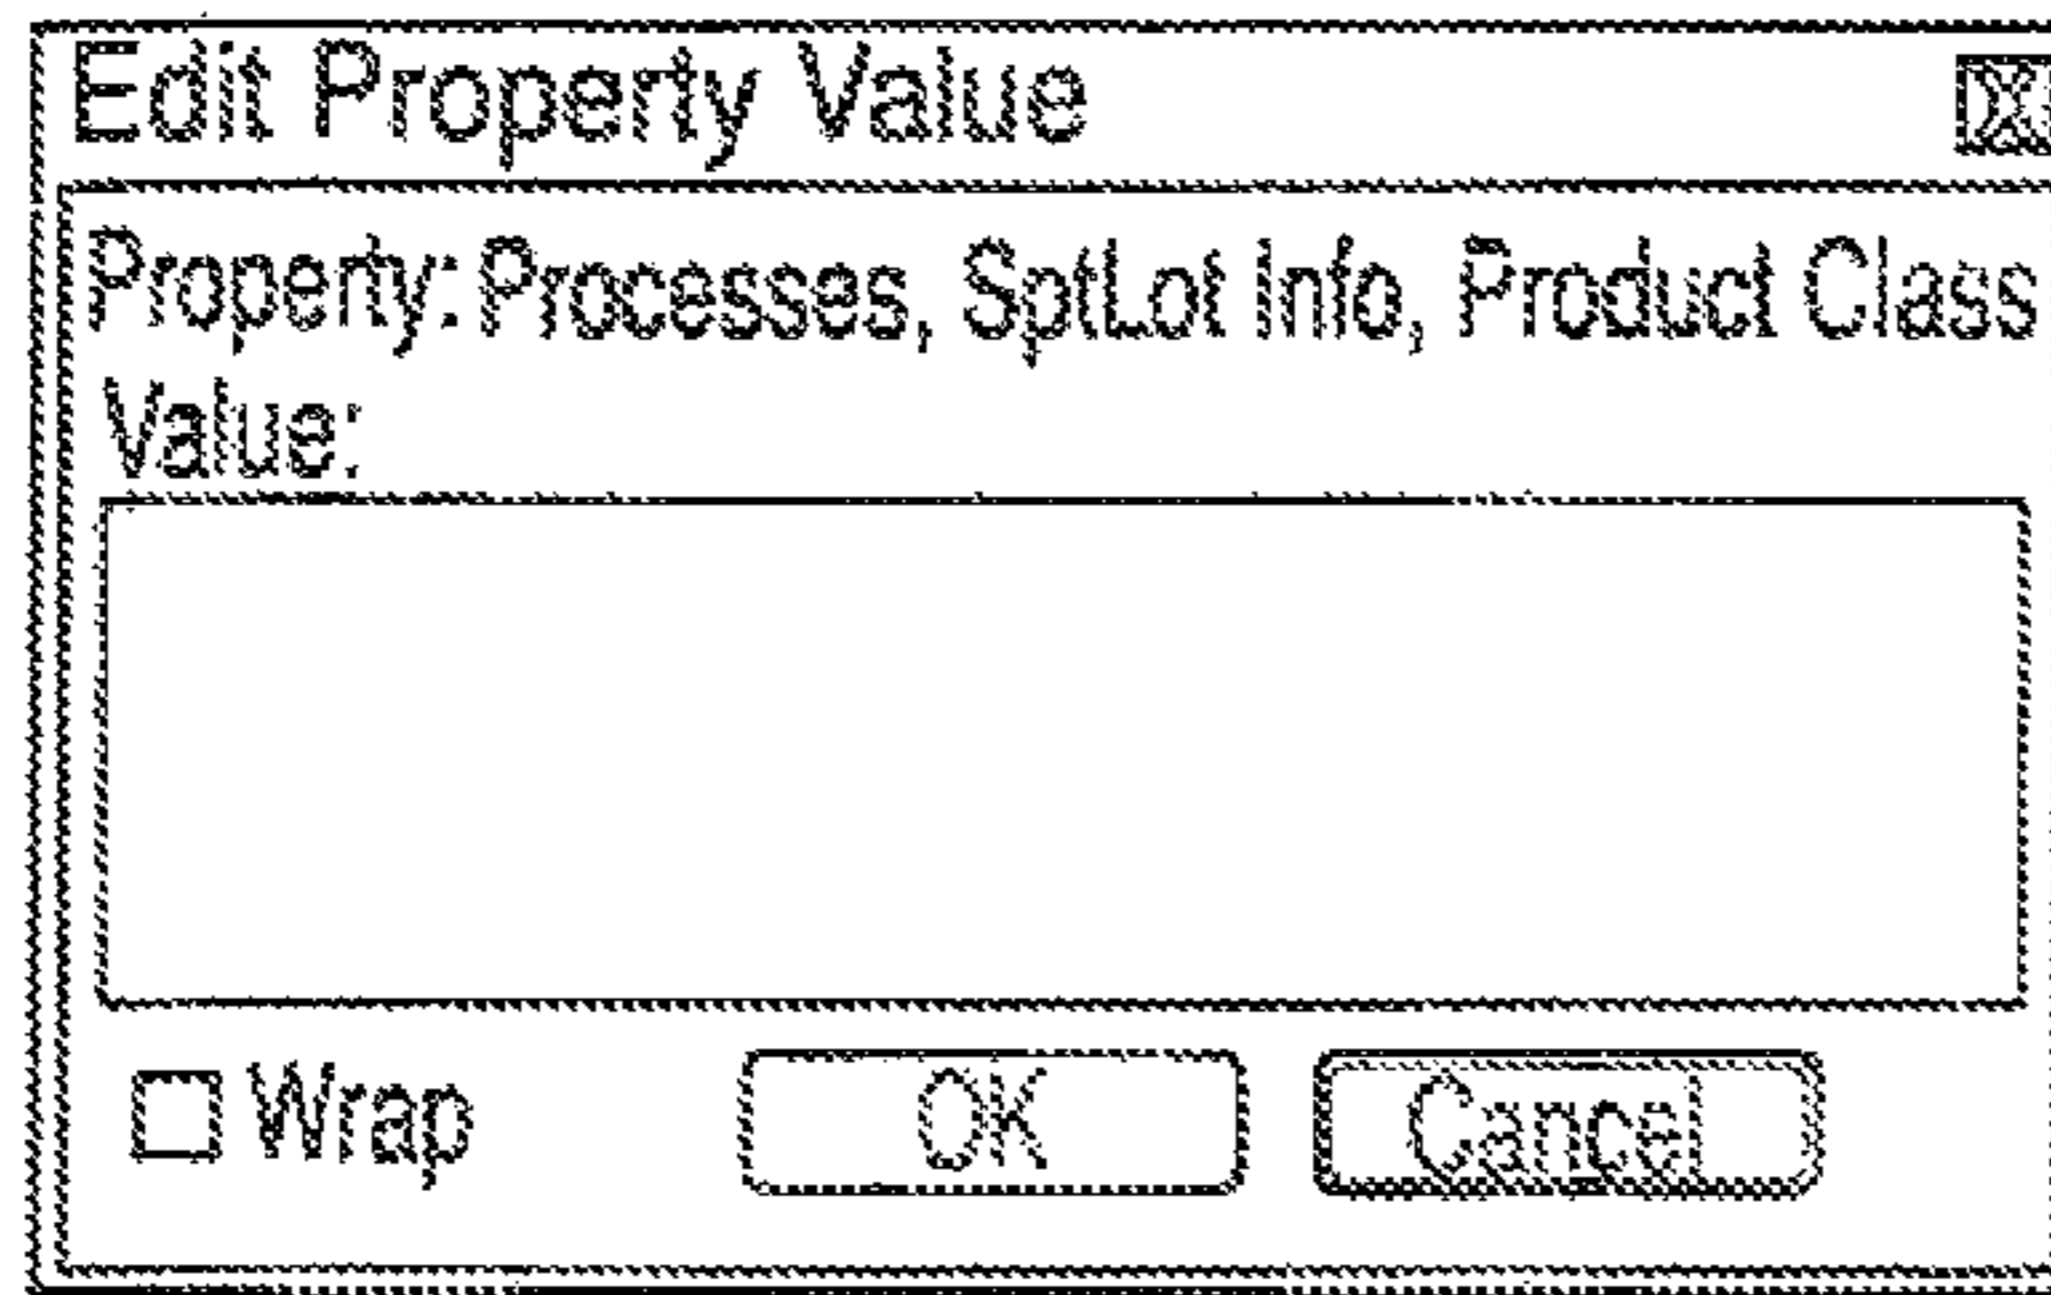 Edit Property Value X
Property: Processes, SptLot Info, Product Class
Value:
Wrap OK Cancel